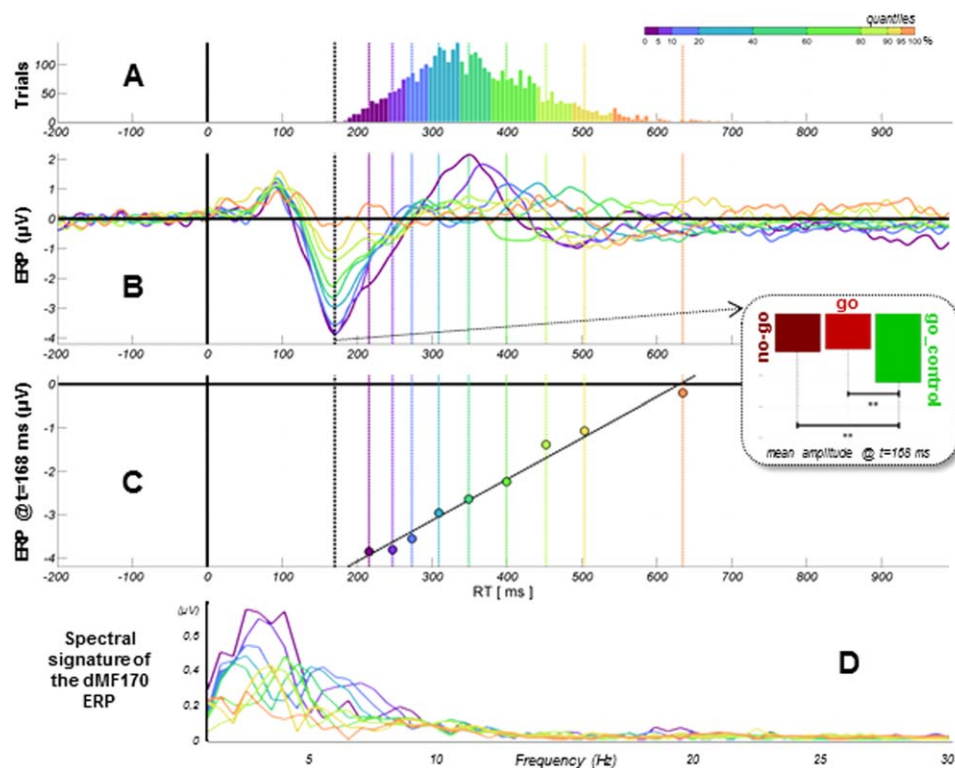 quantiles
0 5 10 20 40 60 80 90 95 100 %
A
Trials
100
50
0
-200 -100 0 100 200 300 400 500 600 700 800 900
B
ERP (µV)
2
1
0
-1
-2
-3
-4
-200 -100 0 100 200 300 400 500 600 700
no-go
go
go_control
**
**
mean amplitude @ t=168 ms
C
ERP @ t=168 ms (µV)
0
-1
-2
-3
-4
-200 -100 0 100 200 300 400 500 600 700 800 900
RT [ ms ]
Spectral
signature of
the dMF170
ERP
D
(µV)
0,6
0,4
0,2
0
5 10 Frequency (Hz) 20 25 30